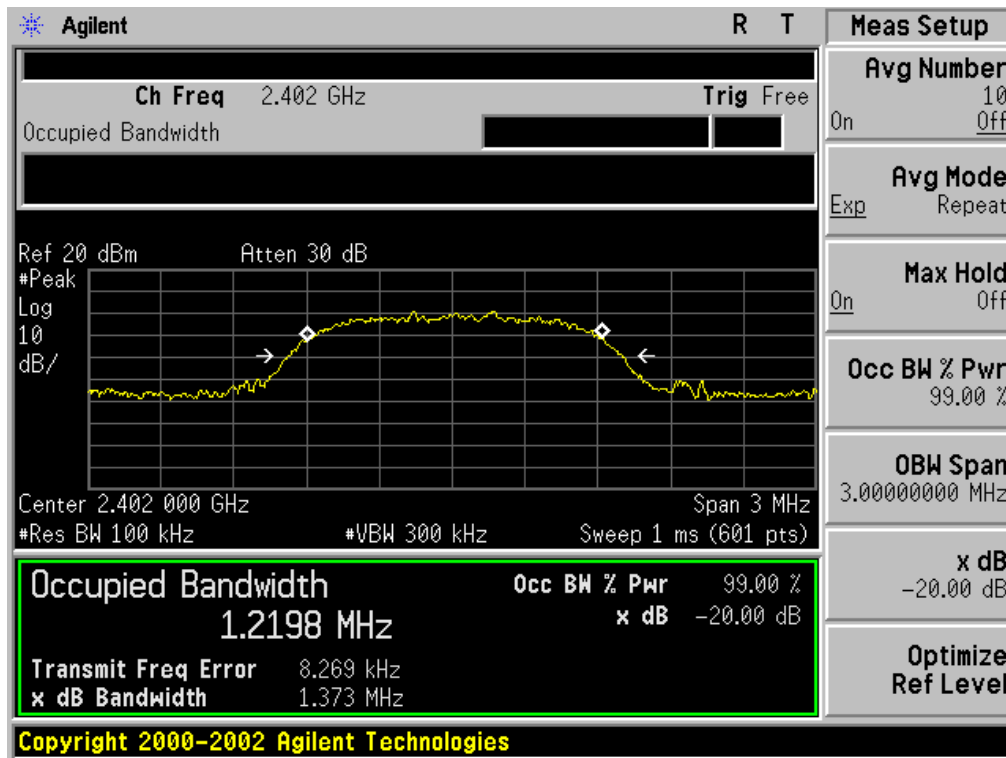 Agilent R T
Ch Freq 2.402 GHz Trig Free
Occupied Bandwidth
Ref 20 dBm Atten 30 dB
#Peak
Log
10
dB/
Center 2.402 000 GHz Span 3 MHz
#Res BW 100 kHz #VBW 300 kHz Sweep 1 ms (601 pts)
Occupied Bandwidth
1.2198 MHz
Occ BW % Pwr 99.00 %
x dB -20.00 dB
Transmit Freq Error 8.269 kHz
x dB Bandwidth 1.373 MHz
Copyright 2000-2002 Agilent Technologies
Meas Setup
Avg Number
10
On Off
Avg Mode
Exp Repeat
Max Hold
On Off
Occ BW % Pwr
99.00 %
OBW Span
3.00000000 MHz
x dB
-20.00 dB
Optimize
Ref Level